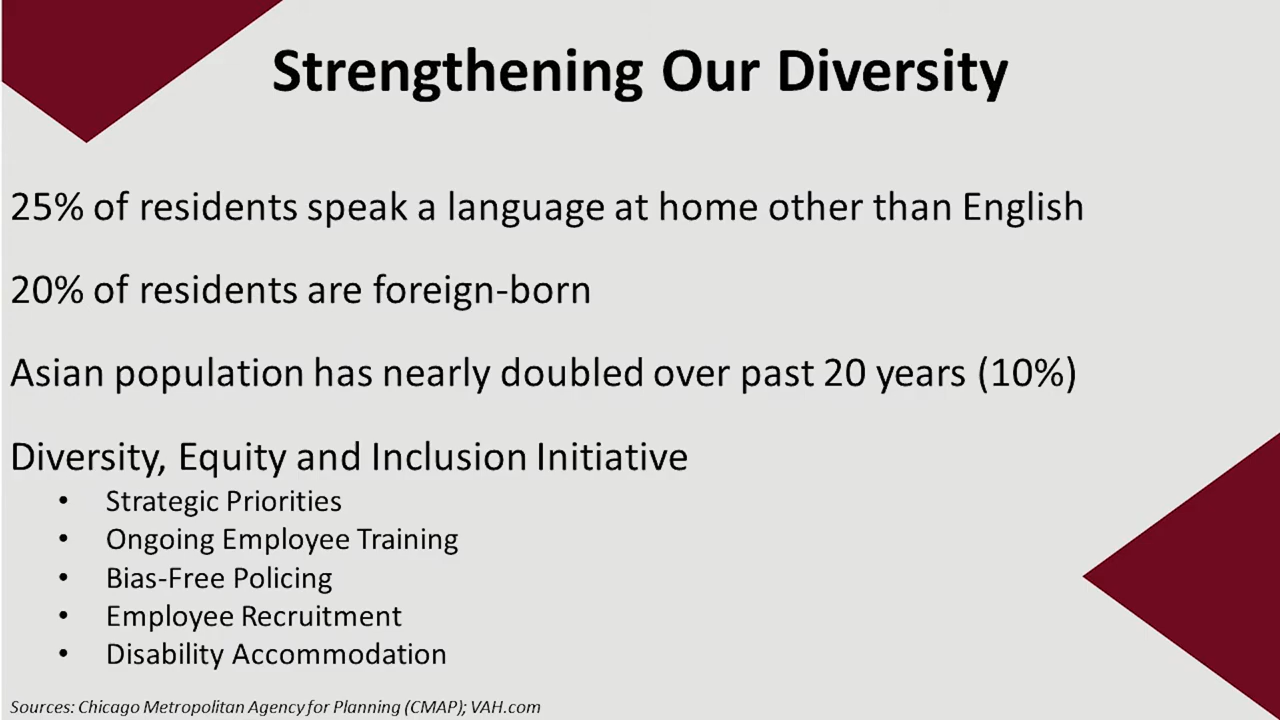 Strengthening Our Diversity
25% of residents speak a language at home other than English
20% of residents are foreign-born
Asian population has nearly doubled over past 20 years (10%)
Diversity, Equity and Inclusion Initiative
• Strategic Priorities
• Ongoing Employee Training
• Bias-Free Policing
• Employee Recruitment
• Disability Accommodation
Sources: Chicago Metropolitan Agency for Planning (CMAP); VAH.com